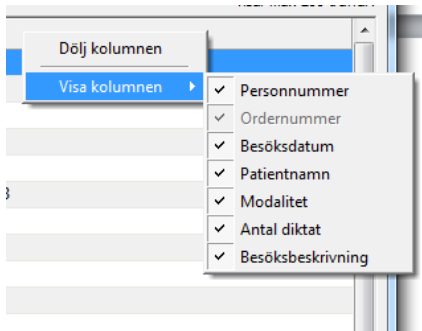 Dölj kolumnen
Visa kolumnen
Personnummer
Ordernummer
Besöksdatum
Patientnamn
Modalitet
Antal diktat
Besöksbeskrivning